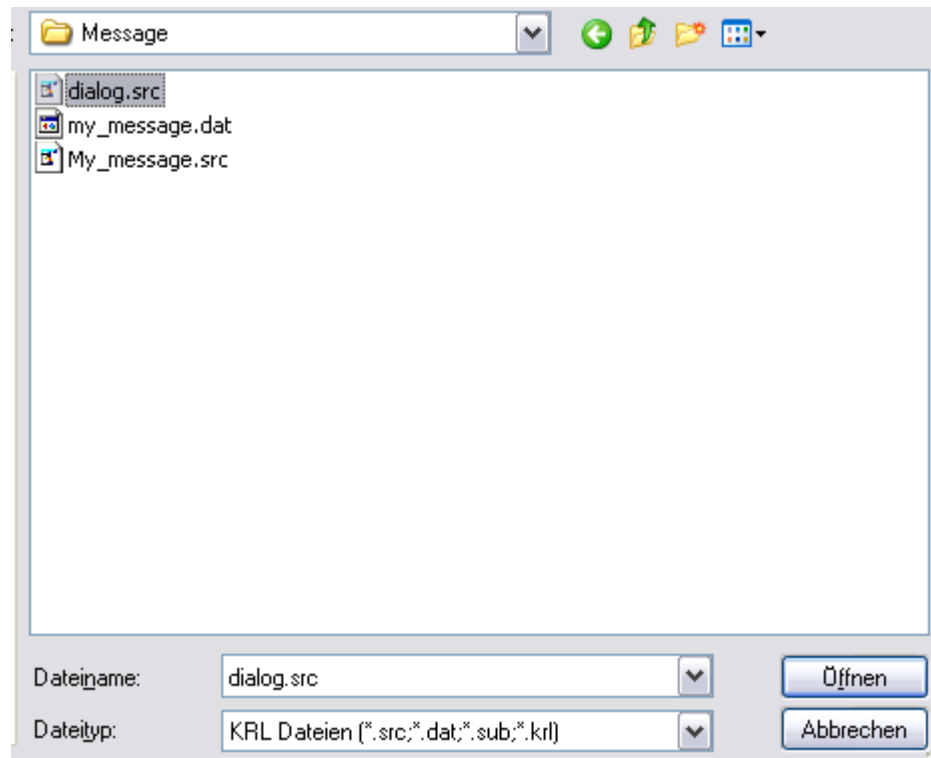 : Message
dialog.src
my_message.dat
My_message.src
Dateiname: dialog.src Öffnen
Dateityp: KRL Dateien (*.src;*.dat;*.sub;*.krl) Abbrechen